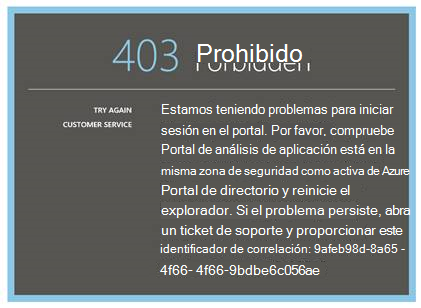 403 Prohibido
Forbidden
TRY AGAIN
CUSTOMER SERVICE
Estamos teniendo problemas para iniciar
sesión en el portal. Por favor, compruebe
Portal de análisis de aplicación está en la
misma zona de seguridad como activa de Azure
Portal de directorio y reinicie el
explorador. Si el problema persiste, abra
un ticket de soporte y proporcionar este
identificador de correlación: 9afeb98d-8a65 -
4f66- 4f66-9bdbe6c056ae